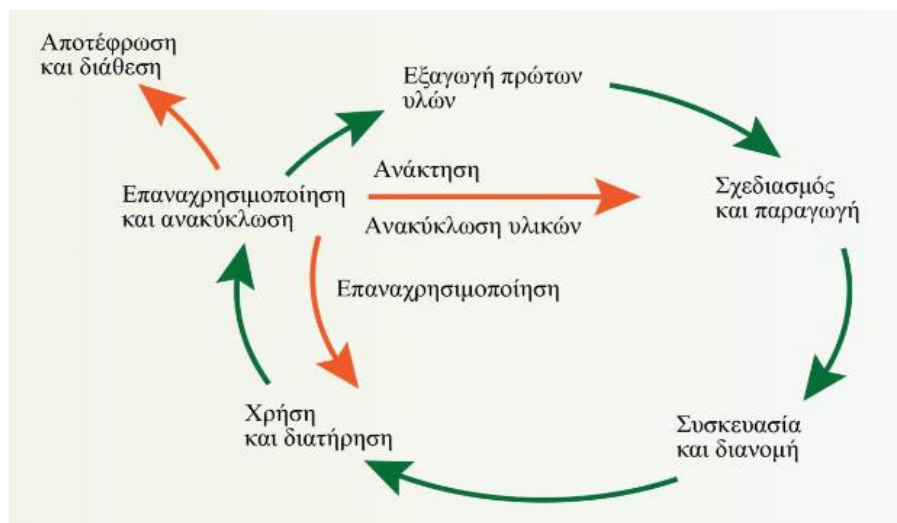 Αποτέφρωση
και διάθεση
Εξαγωγή πρώτων
υλών
Ανάκτηση
Επαναχρησιμοποίηση
και ανακύκλωση
Σχεδιασμός
και παραγωγή
Ανακύκλωση υλικών
Επαναχρησιμοποίηση
Χρήση
και διατήρηση
Συσκευασία
και διανομή